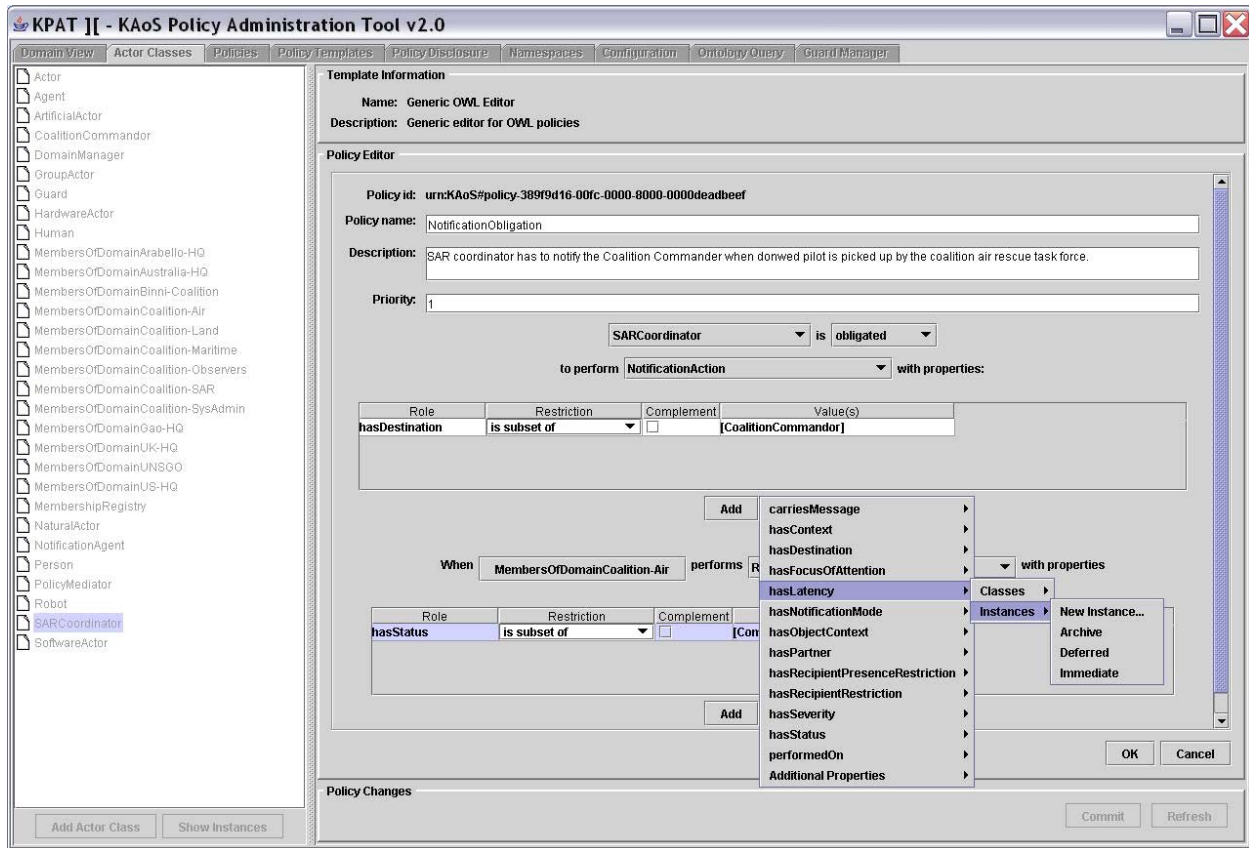 KPAT ][ - KAoS Policy Administration Tool v2.0
Domain View Actor Classes Policies Policy Templates Policy Disclosure Namespaces Configuration Ontology Query Guard Manager
Actor
Agent
ArtificialActor
CoalitionCommandor
DomainManager
GroupActor
Guard
HardwareActor
Human
MembersOfDomainArabello-HQ
MembersOfDomainAustralia-HQ
MembersOfDomainBinni-Coalition
MembersOfDomainCoalition-Air
MembersOfDomainCoalition-Land
MembersOfDomainCoalition-Maritime
MembersOfDomainCoalition-Observers
MembersOfDomainCoalition-SAR
MembersOfDomainCoalition-SysAdmin
MembersOfDomainGao-HQ
MembersOfDomainUK-HQ
MembersOfDomainUNSGO
MembersOfDomainUS-HQ
MembershipRegistry
NaturalActor
NotificationAgent
Person
PolicyMediator
Robot
SARCoordinator
SoftwareActor
Add Actor Class Show Instances
Template Information
Name: Generic OWL Editor
Description: Generic editor for OWL policies
Policy Editor
Policy id: urn:KAoS#policy-389f9d16-00fc-0000-8000-0000deadbeef
Policy name: NotificationObligation
Description: SAR coordinator has to notify the Coalition Commander when donwed pilot is picked up by the coalition air rescue task force.
Priority: 1
SARCoordinator is obligated
to perform NotificationAction with properties:
Role Restriction Complement Value(s)
hasDestination is subset of [CoalitionCommandor]
Add
When MembersOfDomainCoalition-Air performs R with properties
Role Restriction Complement
hasStatus is subset of [Com
Add
carriesMessage
hasContext
hasDestination
hasFocusOfAttention
hasLatency
hasNotificationMode
hasObjectContext
hasPartner
hasRecipientPresenceRestriction
hasRecipientRestriction
hasSeverity
hasStatus
performedOn
Additional Properties
Classes
Instances
New Instance...
Archive
Deferred
Immediate
OK Cancel
Policy Changes
Commit Refresh